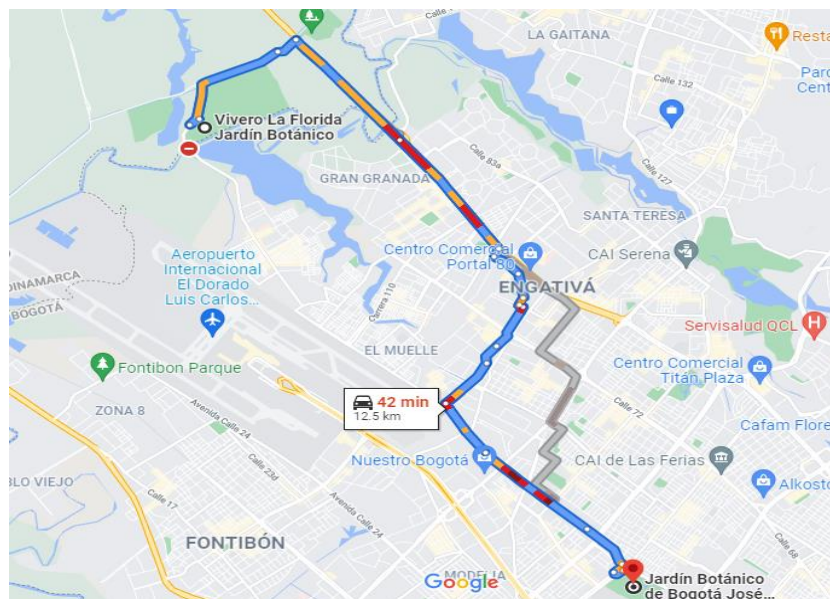 LA GAITANA
Resta
Parc
Cent
Calle 132
Vivero La Florida
Jardín Botánico
Calle 83a
Calle 127
GRAN GRANADA
SANTA TERESA
Centro Comercial
Portal 80
CAI Serena
Aeropuerto
Internacional
El Dorado
Luis Carlos...
DINAMARCA
BOGOTÁ
Carrera 110
ENGATIVÁ
Servisalud QCL
EL MUELLE
Fontibon Parque
Centro Comercial
Titán Plaza
42 min
12.5 km
ZONA 8
Avenida Calle 24
Calle 72
Cafam Flore
Nuestro Bogotá
CAI de Las Ferias
Calle 23d
BLO VIEJO
Calle 17
Avenida Calle 24
Alkosto
Calle 68
FONTIBÓN
MODELIA
Google
Jardín Botánico
de Bogotá José...